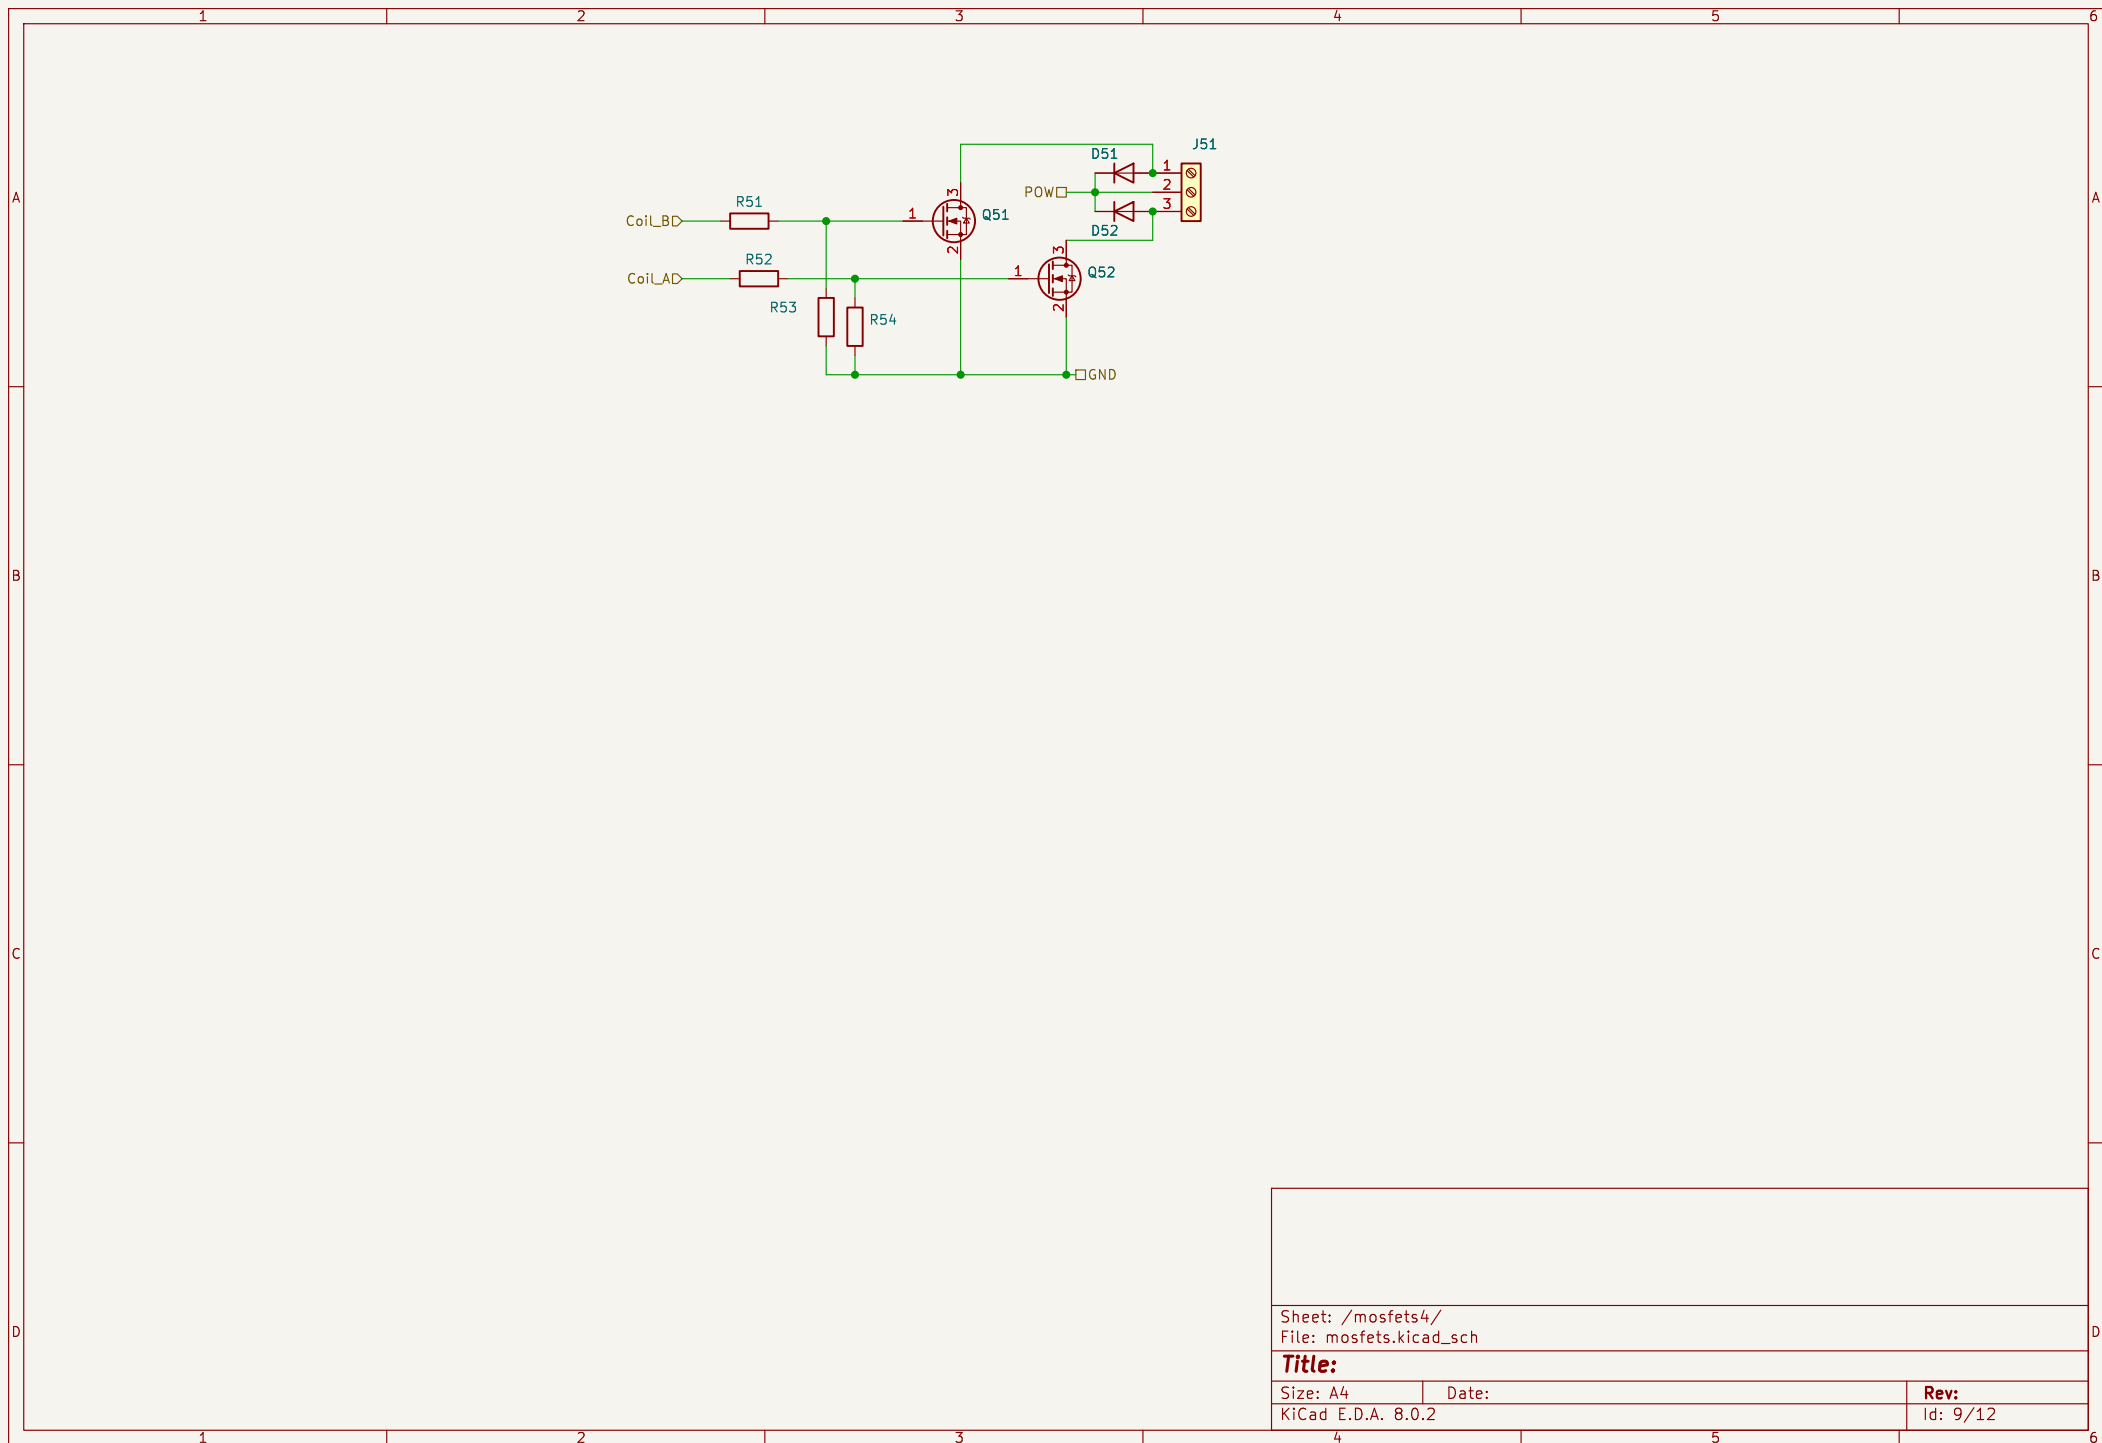 1 2 3 4 5 6
J51
D51
1
POW 2
3
A A
R51 3
Coil_B 1 Q51
D52
2
R52 3
Coil_A 1 Q52
R53 2
R54
GND
B B
C C
Sheet: /mosfets4/
D D
File: mosfets.kicad_sch
Title:
Size: A4 Date: Rev:
KiCad E.D.A. 8.0.2 Id: 9/12
1 2 3 4 5 6